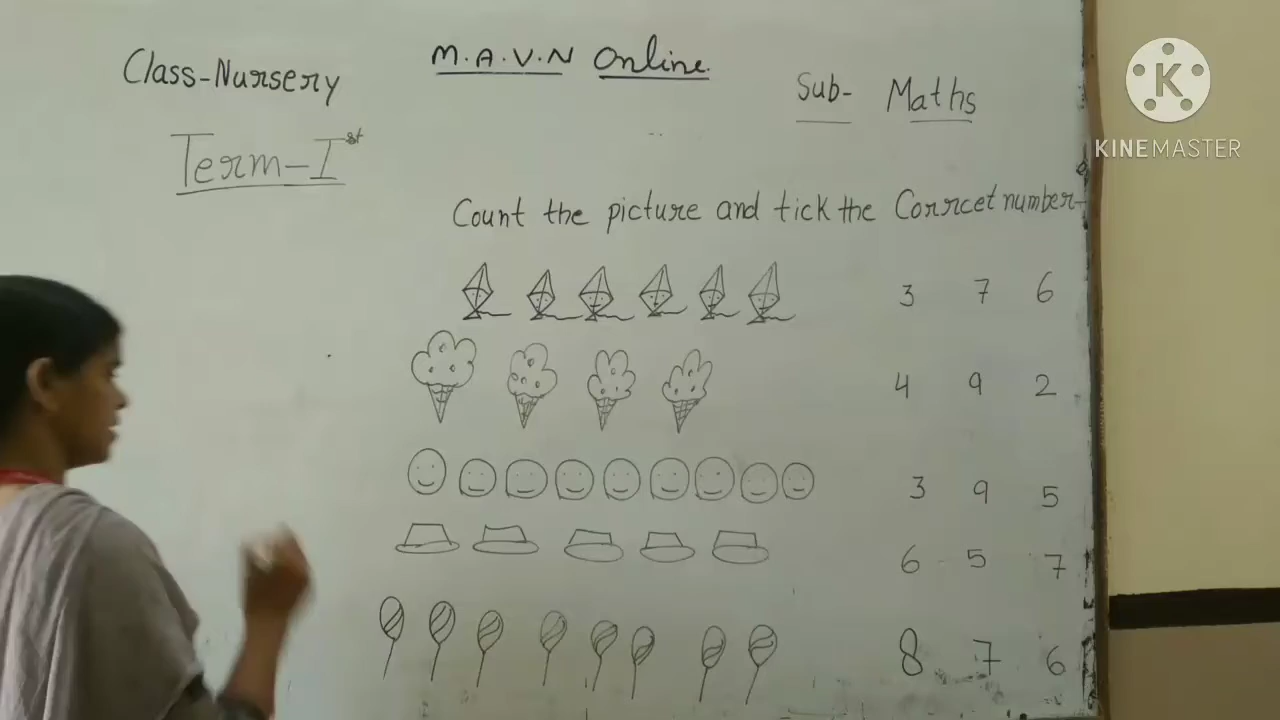 M.A.V.N Online
Class-Nursery
Sub- Maths
Term-Ist
Count the picture and tick the Corrcet number-
3 7 6
4 9 2
3 9 5
6 5 7
8 7 6
K
KINEMASTER